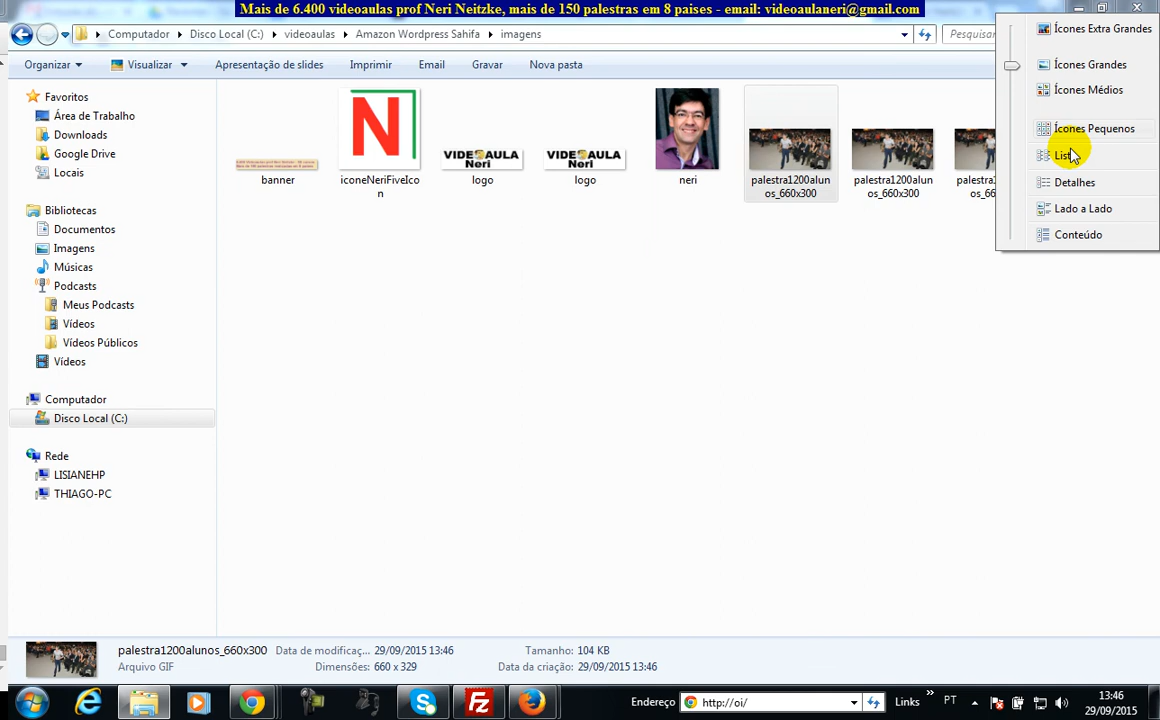 Mais de 6.400 videoaulas prof Neri Neitzke, mais de 150 palestras em 8 paises - email: videoaulaneri@gmail.com
Computador
Disco Local (C:)
videoaulas
Amazon Wordpress Sahifa
imagens
Pesquisar
Organizar
Visualizar
Apresentação de slides
Imprimir
Email
Gravar
Nova pasta
Ícones Extra Grandes
Ícones Grandes
Ícones Médios
Ícones Pequenos
Detalhes
Lado a Lado
Conteúdo
Favoritos
Área de Trabalho
Downloads
Google Drive
Locais
Bibliotecas
Documentos
Imagens
Músicas
Podcasts
Meus Podcasts
Vídeos
Vídeos Públicos
Vídeos
Computador
Disco Local (C:)
Rede
LISIANEHP
THIAGO-PC
banner
N
iconeNeriFiveIco
n
VIDEOAULA
Neri
logo
VIDEOAULA
Neri
logo
neri
palestra1200alun
os_660x300
palestra1200alun
os_660x300
palestra1200alunos_660x300
Data de modificaç... 29/09/2015 13:46
Tamanho: 104 KB
Arquivo GIF
Dimensões: 660 x 329
Data da criação: 29/09/2015 13:46
Endereço
http://oi/
Links
»
PT
13:46
29/09/2015